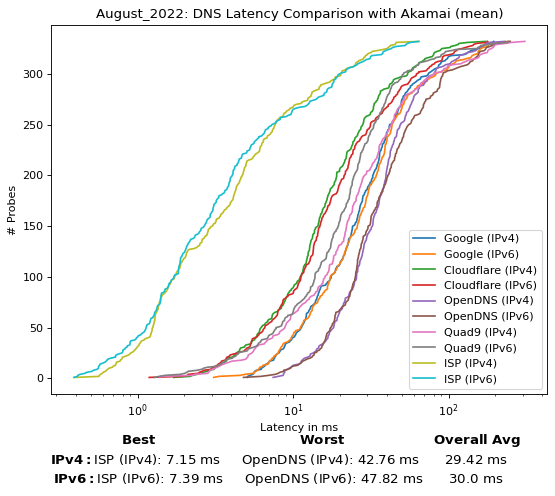 August_2022: DNS Latency Comparison with Akamai (mean)
# Probes
300
250
200
150
100
50
0
Google (IPv4)
Google (IPv6)
Cloudflare (IPv4)
Cloudflare (IPv6)
OpenDNS (IPv4)
OpenDNS (IPv6)
Quad9 (IPv4)
Quad9 (IPv6)
ISP (IPv4)
ISP (IPv6)
10⁰ 10¹ 10²
Latency in ms
Best Worst Overall Avg
IPv4: ISP (IPv4): 7.15 ms OpenDNS (IPv4): 42.76 ms 29.42 ms
IPv6: ISP (IPv6): 7.39 ms OpenDNS (IPv6): 47.82 ms 30.0 ms